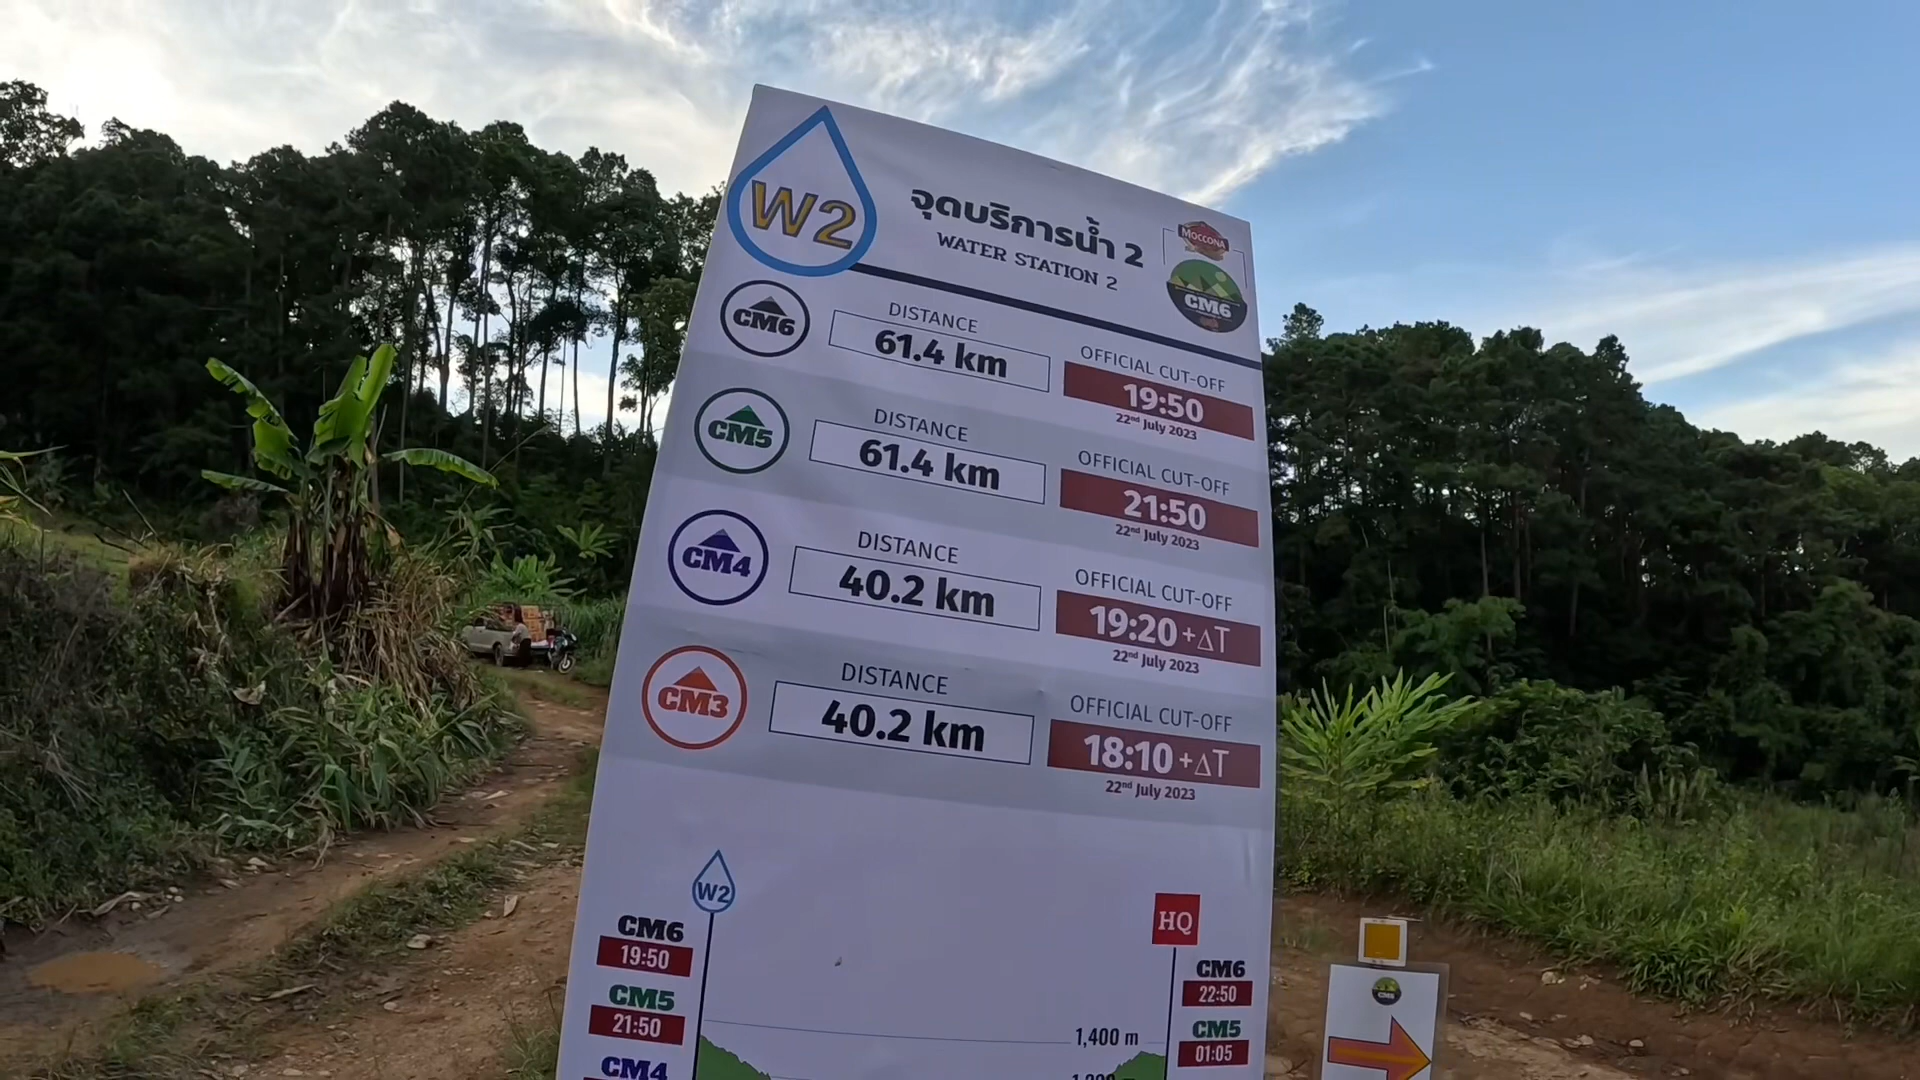 W2
จุดบริการน้ำ 2
WATER STATION 2
MOCCONA
CM6
CM6
DISTANCE
61.4 km
OFFICIAL CUT-OFF
19:50
22nd July 2023
CM5
DISTANCE
61.4 km
OFFICIAL CUT-OFF
21:50
22nd July 2023
CM4
DISTANCE
40.2 km
OFFICIAL CUT-OFF
19:20 +ΔT
22nd July 2023
CM3
DISTANCE
40.2 km
OFFICIAL CUT-OFF
18:10 +ΔT
22nd July 2023
W2
CM6
19:50
CM5
21:50
CM4
HQ
CM6
22:50
CM5
01:05
1,400 m
CM6